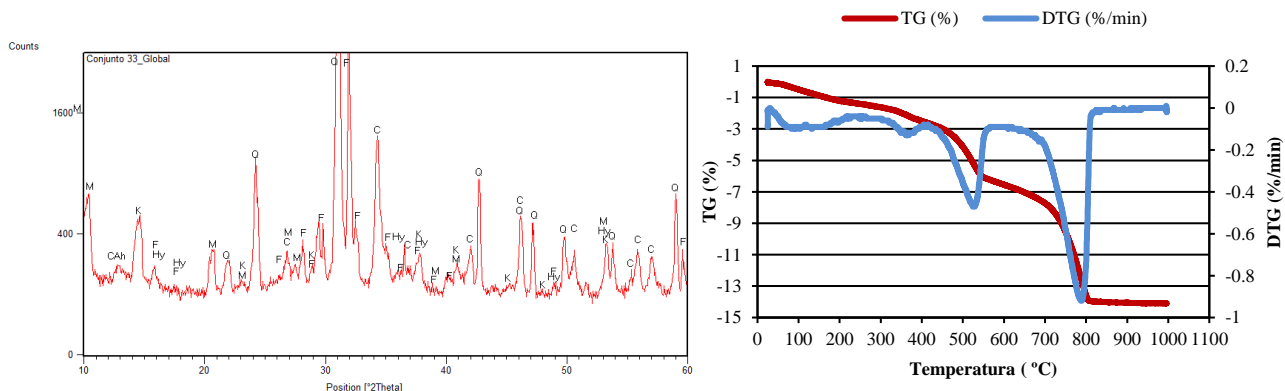 Counts
Conjunto 33_Global
M
1600
400
0
M
CAh
K
F
Hy
Hy
F
M
Q
Q
K
M
F
M
C
M
F
K
F
F
Q
F
F
C
F
Hy
F
C
K
Hy
F
M
F
F
K
M
C
Q
K
C
Q
Q
K
F
Hy
F
Q
C
M
Hy
K
Q
C
C
C
Q
F
10
20
30
40
50
60
Position [°2Theta]
TG (%)
DTG (%/min)
1
-1
-3
-5
-7
-9
-11
-13
-15
TG (%)
0.2
0
-0.2
-0.4
-0.6
-0.8
-1
DTG (%/min)
0 100 200 300 400 500 600 700 800 900 1000 1100
Temperatura ( ºC)